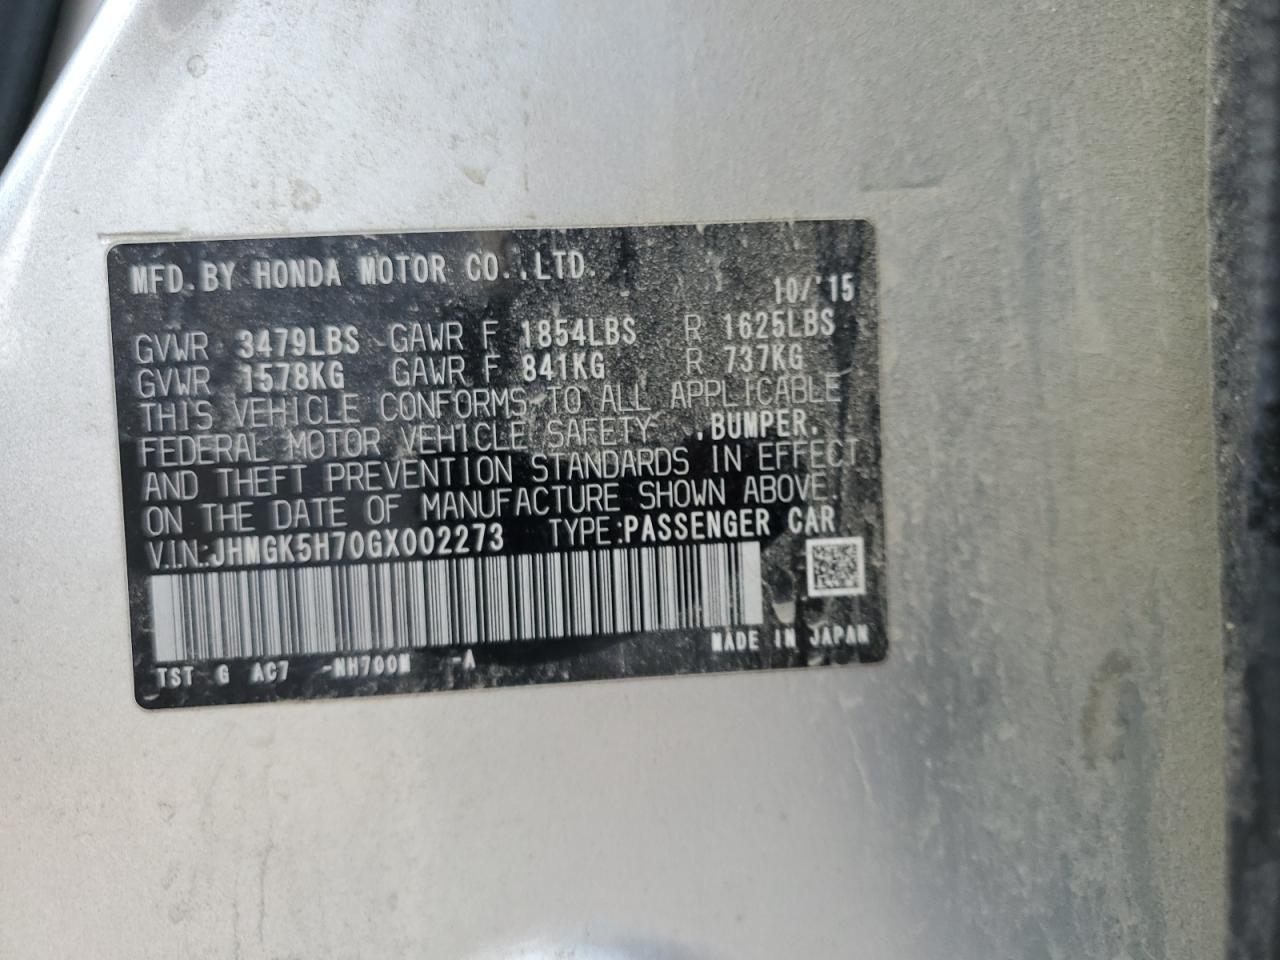 MFD. BY HONDA MOTOR CO., LTD.
10/'15
GVWR 3479LBS GAWR F 1854LBS R 1625LBS
GVWR 1578KG GAWR F 841KG R 737KG
THIS VEHICLE CONFORMS TO ALL APPLICABLE
FEDERAL MOTOR VEHICLE SAFETY ,BUMPER,
AND THEFT PREVENTION STANDARDS IN EFFECT
ON THE DATE OF MANUFACTURE SHOWN ABOVE.
V.I.N:JHMGK5H70GX002273 TYPE:PASSENGER CAR
MADE IN JAPAN
TST G AC7 -NH700M -A